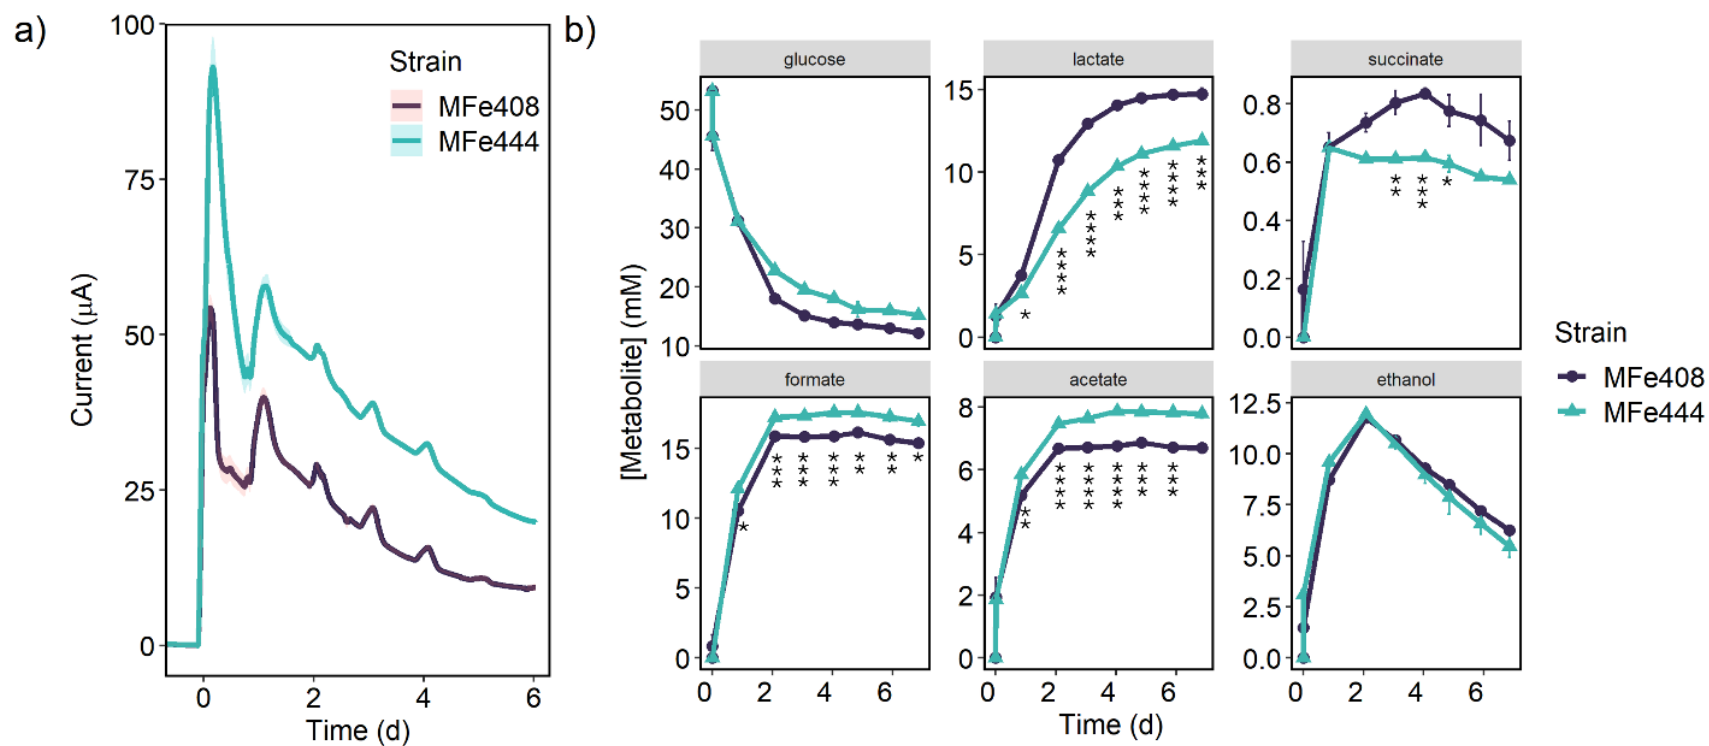 a)
100
75
50
25
0
Current (µA)
0 2 4 6
Time (d)
Strain
MFe408
MFe444
b)
[Metabolite] (mM)
glucose
50
40
30
20
10
lactate
15
10
5
0
*
****
****
***
****
****
***
succinate
0.8
0.6
0.4
0.2
0.0
**
***
*
formate
15
10
5
0
*
***
***
***
**
**
*
0 2 4 6
acetate
8
6
4
2
0
**
****
****
****
***
***
0 2 4 6
ethanol
12.5
10.0
7.5
5.0
2.5
0.0
0 2 4 6
Time (d)
Strain
MFe408
MFe444